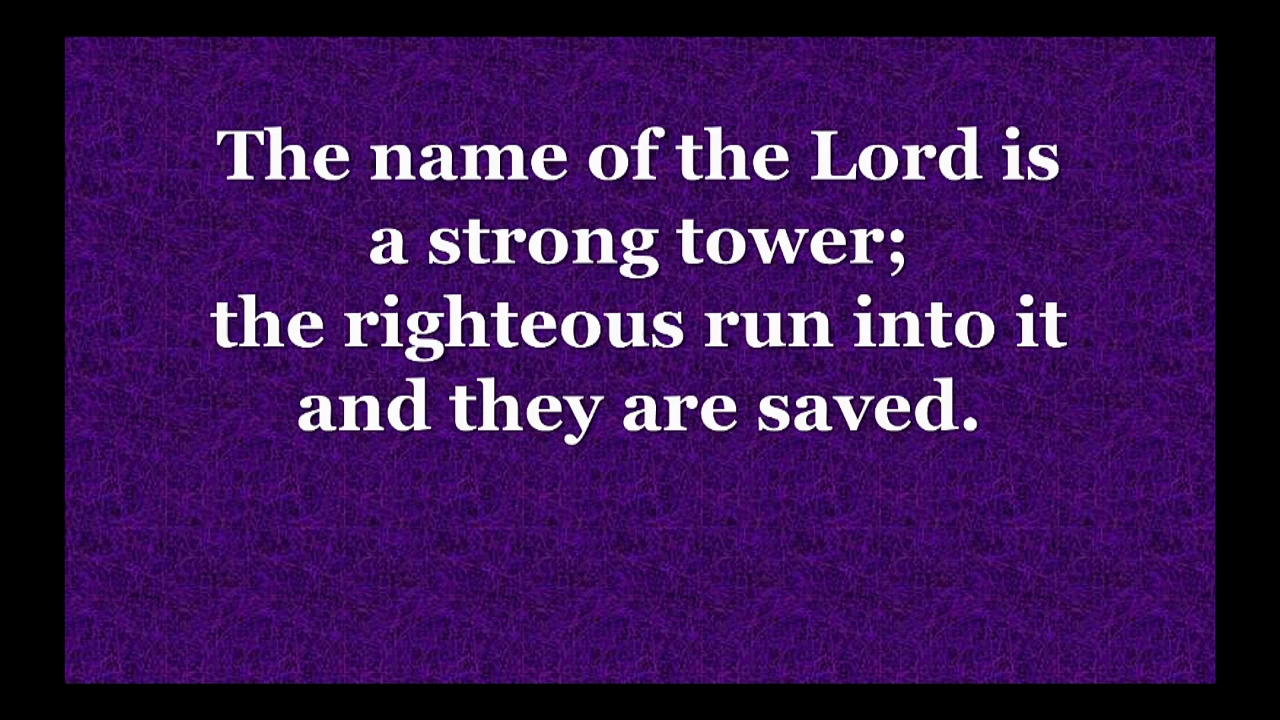 The name of the Lord is
a strong tower;
the righteous run into it
and they are saved.